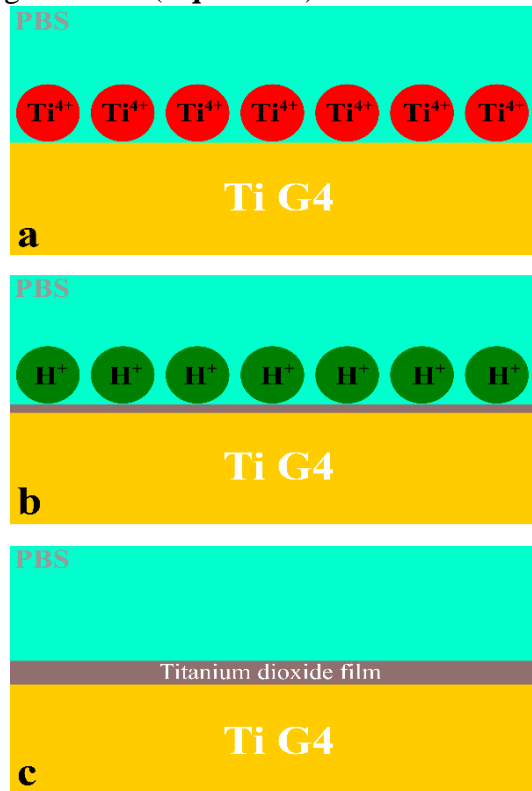 PBS
Ti⁴⁺ Ti⁴⁺ Ti⁴⁺ Ti⁴⁺ Ti⁴⁺ Ti⁴⁺ Ti⁴⁺
Ti G4
a
PBS
H⁺ H⁺ H⁺ H⁺ H⁺ H⁺ H⁺
Ti G4
b
PBS
Titanium dioxide film
Ti G4
c